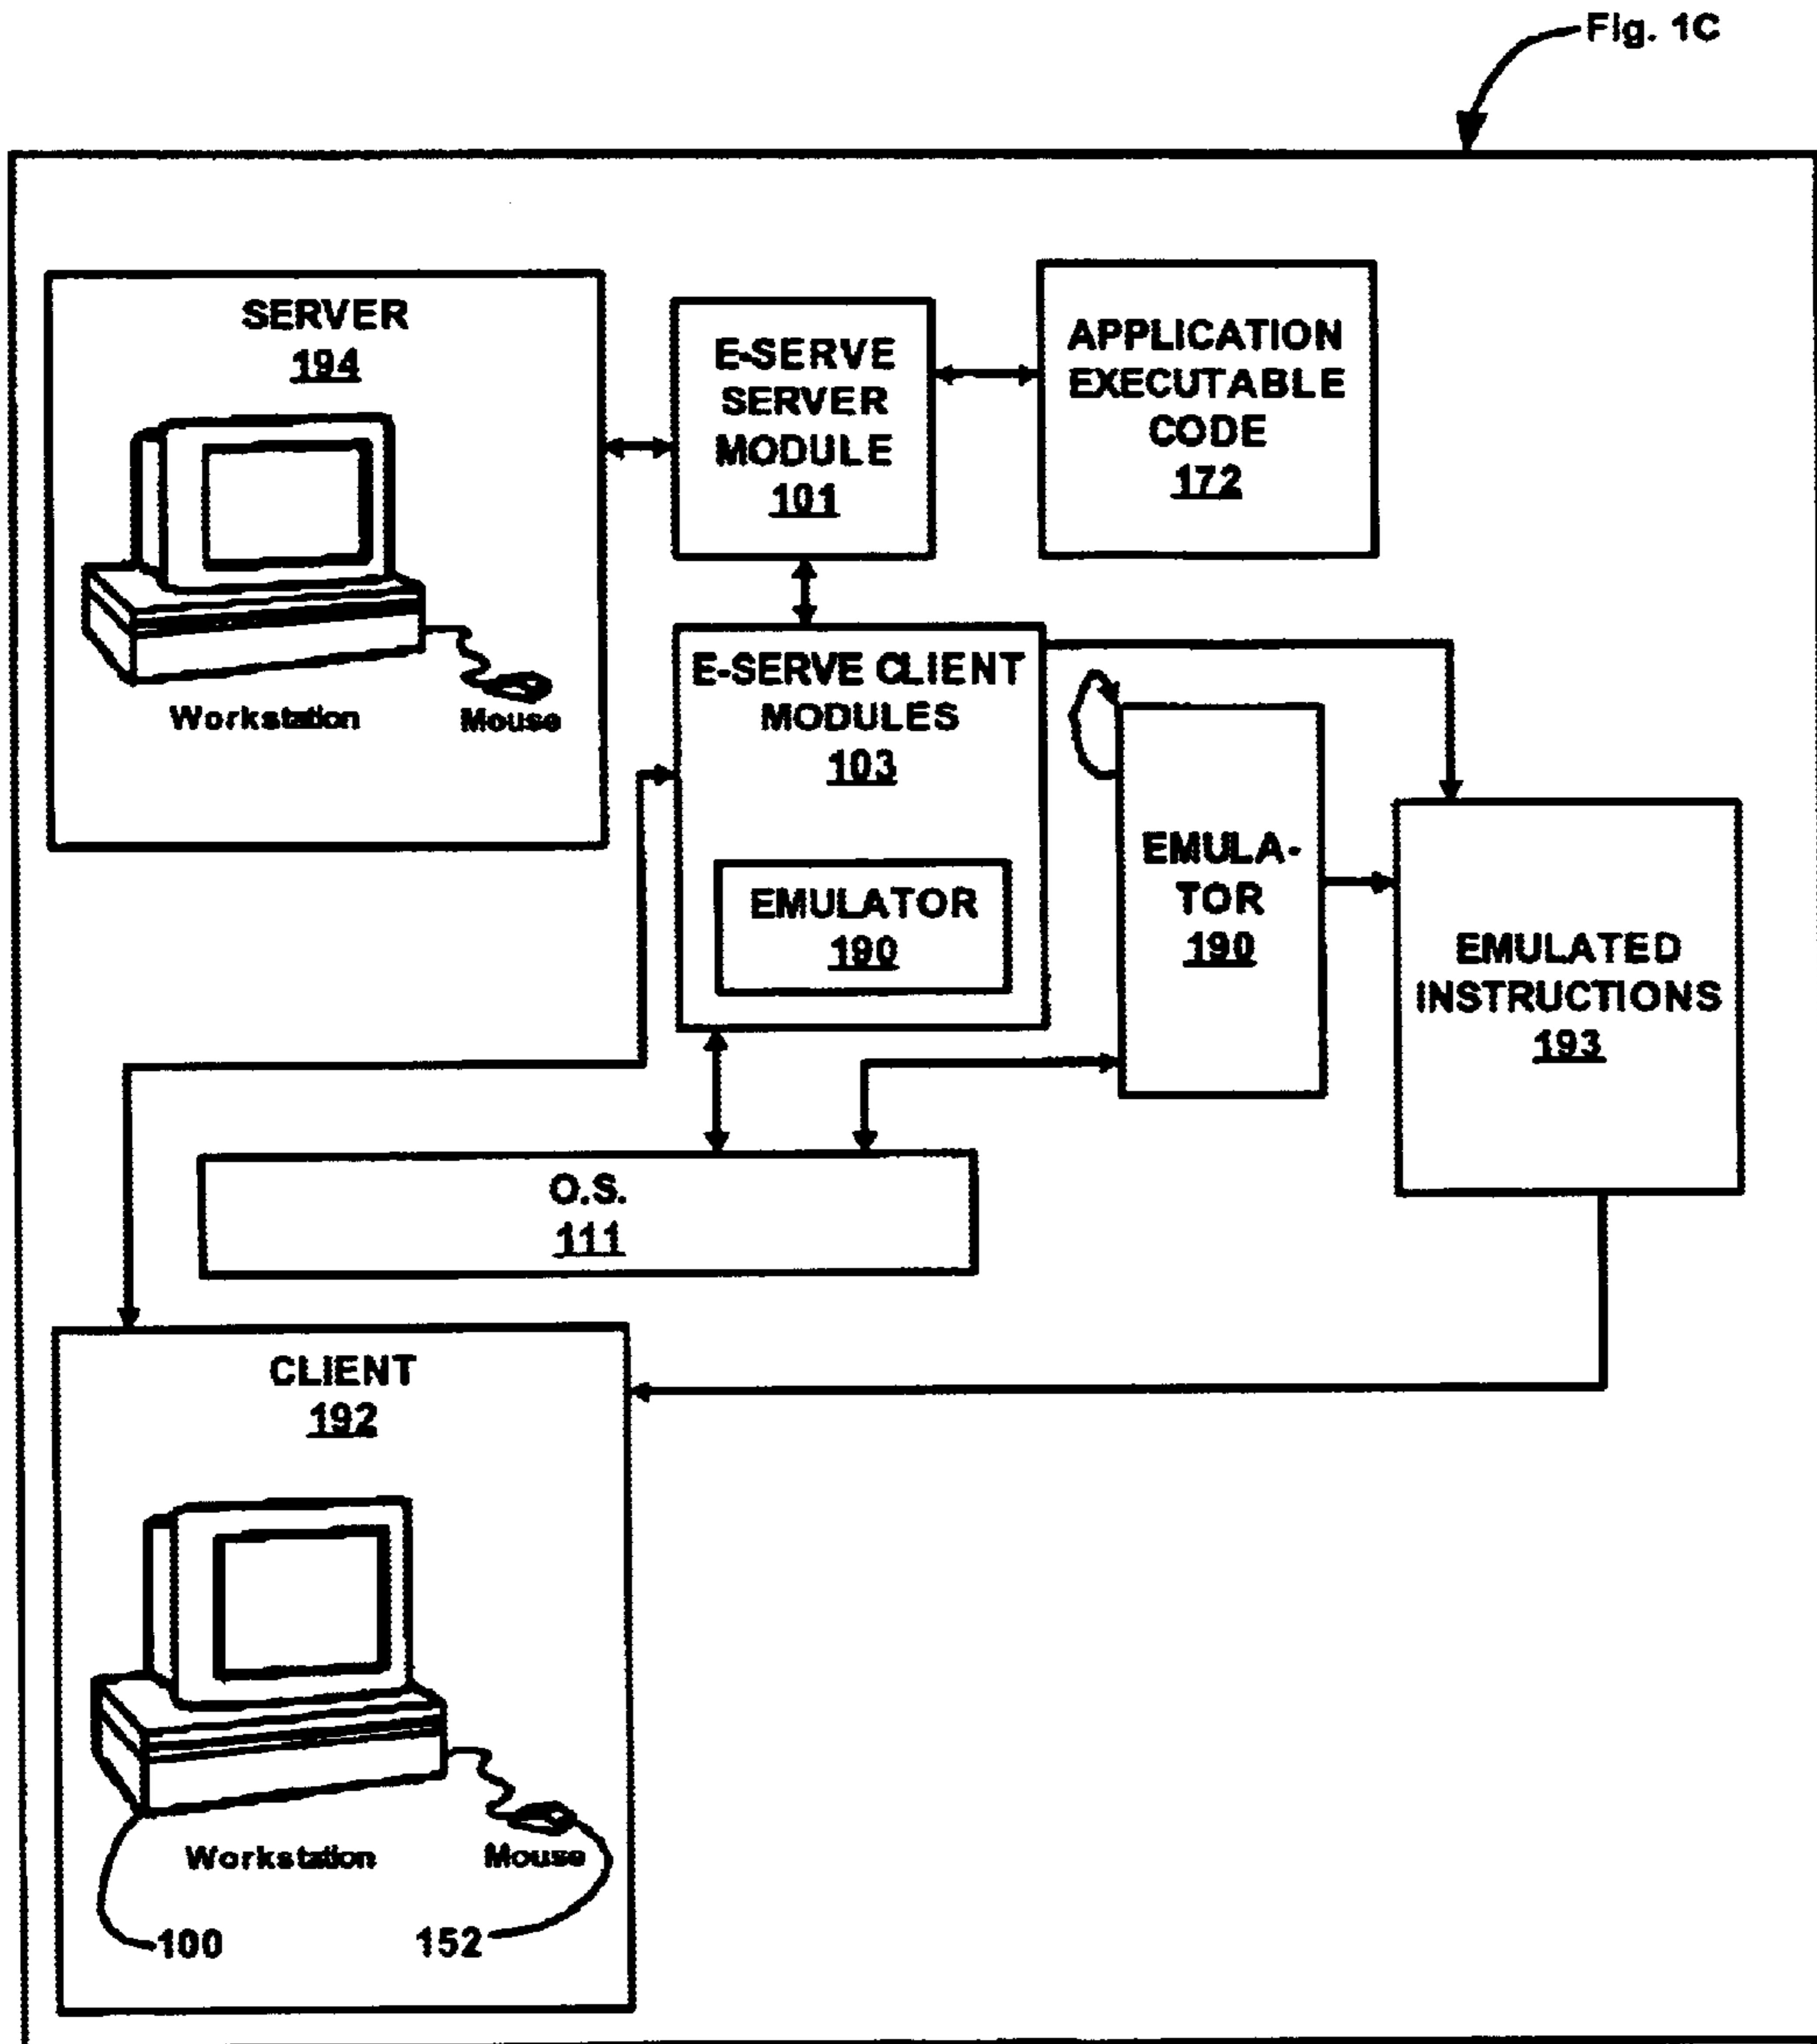 Fig. 1C
SERVER
194
Workstation
Mouse
E-SERVE
SERVER
MODULE
101
APPLICATION
EXECUTABLE
CODE
172
E-SERVE CLIENT
MODULES
103
EMULATOR
190
EMULA-
TOR
190
EMULATED
INSTRUCTIONS
193
O.S.
111
CLIENT
192
Workstation
Mouse
100
152